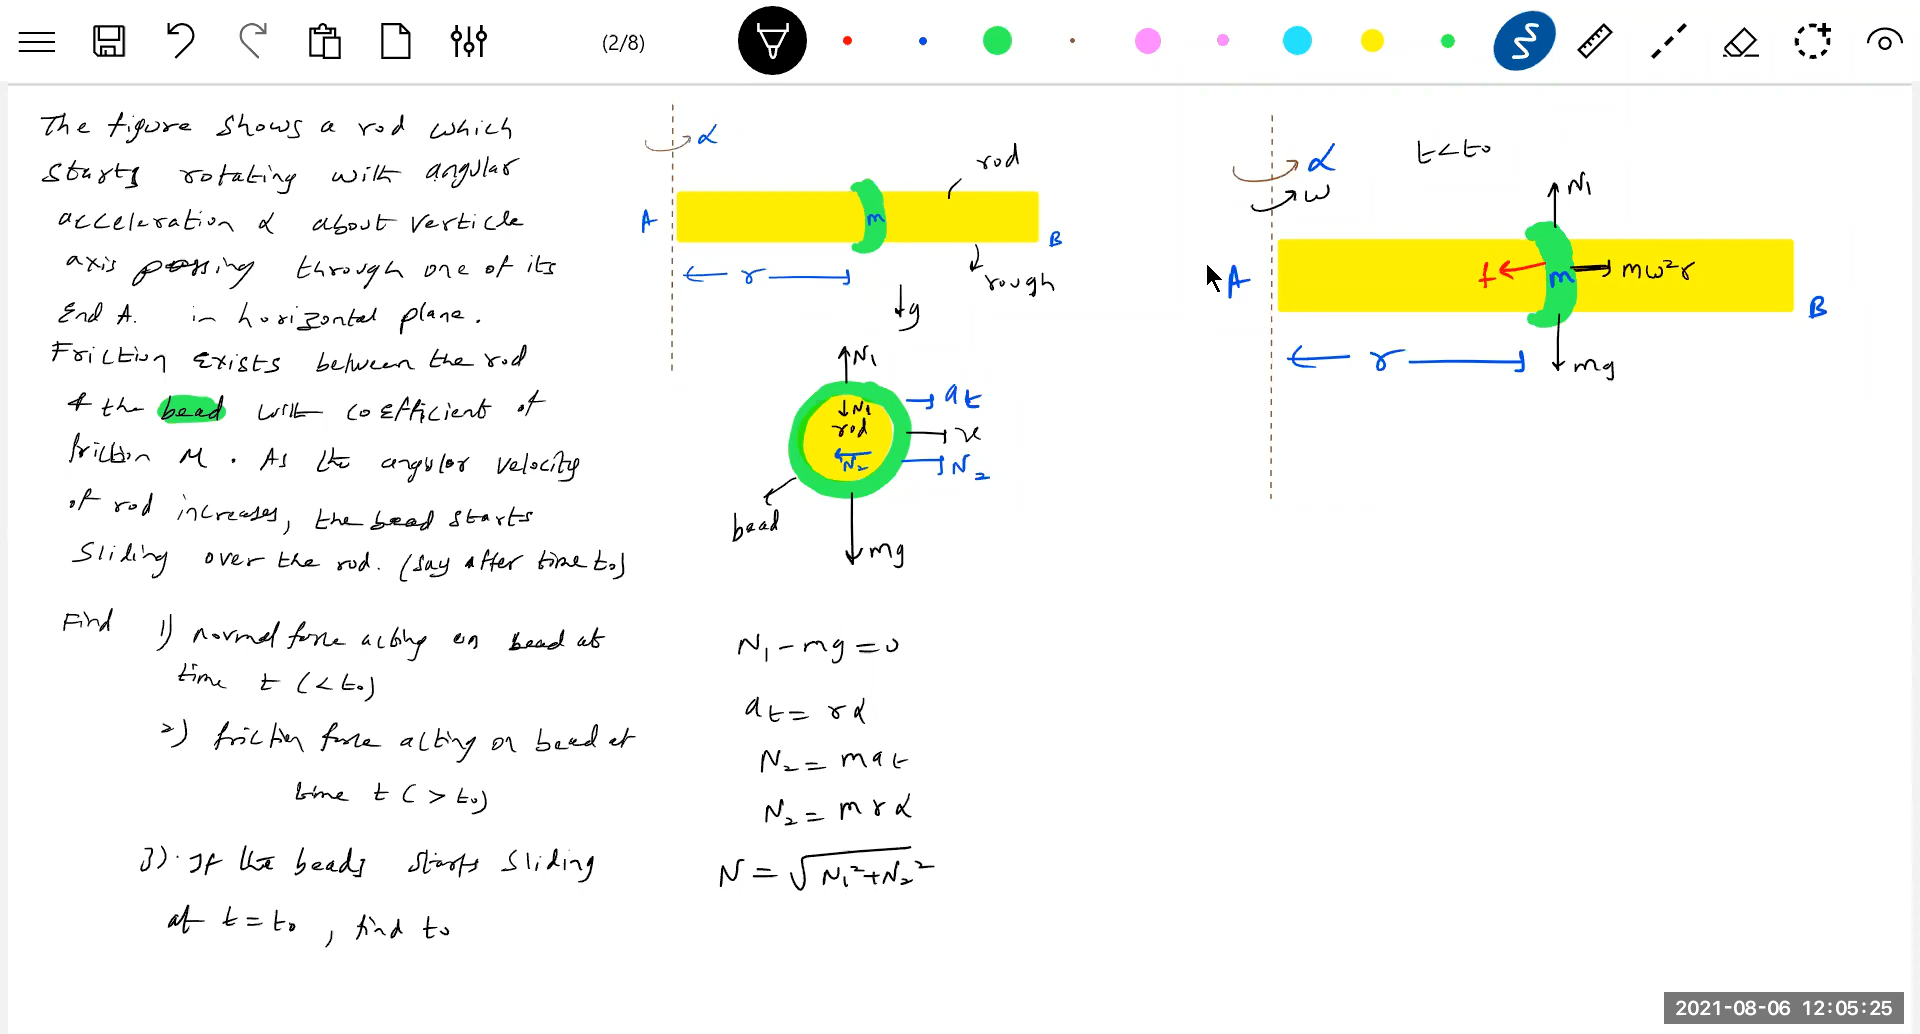 (2/8)
The figure shows a rod which
starts rotating with angular
acceleration α about verticle
axis passing through one of its
End A. in horizontal plane.
Friction exists between the rod
& the bead with coefficient of
friction M. As the angular velocity
of rod increases, the bead starts
sliding over the rod. (say after time t₀)
Find 1) normal force acting on bead at
time t (<t₀)
2) friction force acting on bead at
time t (>t₀)
3). If the beads starts sliding
at t=t₀, find t₀
α
rod
A
m
B
r
rough
g
N₁
N₁
rod
N₂
a t
x
N₂
bead
mg
N₁ - mg = 0
a t = rα
N₂ = mat
N₂ = mrα
N = √N₁²+N₂²
α
ω
t<t₀
N₁
A
f
m
mω²r
B
r
mg
2021-08-06 12:05:25